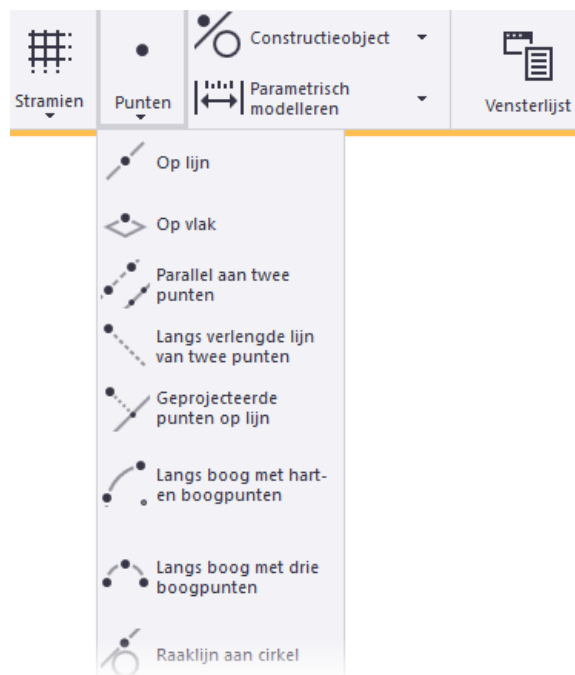 Stramien
Punten
Constructieobject
Parametrisch
modelleren
Vensterlijst
Op lijn
Op vlak
Parallel aan twee
punten
Langs verlengde lijn
van twee punten
Geprojecteerde
punten op lijn
Langs boog met hart-
en boogpunten
Langs boog met drie
boogpunten
Raaklijn aan cirkel